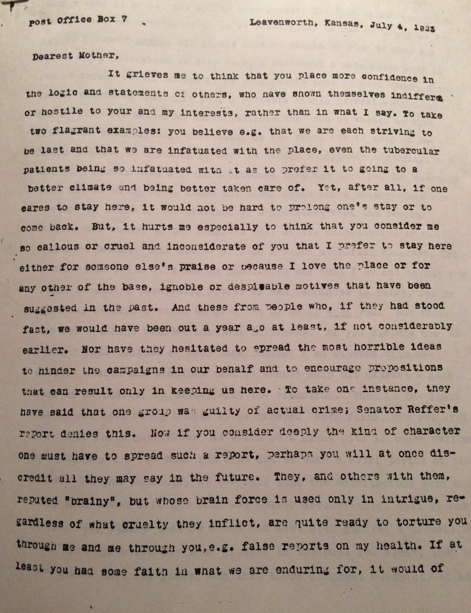 Post Office Box 7
Leavenworth, Kansas, July 4, 1923
Dearest Mother,
It grieves me to think that you place more confidence in
the logic and statements of others, who have shown themselves indifferent
or hostile to your and my interests, rather than in what I say. To take
two flagrant examples: you believe e.g. that we are each striving to
be last and that we are infatuated with the place, even the tubercular
patients being so infatuated with it as to prefer it to going to a
better climate and being better taken care of. Yet, after all, if one
cares to stay here, it would not be hard to prolong one's stay or to
come back. But, it hurts me especially to think that you consider me
so callous or cruel and inconsiderate of you that I prefer to stay here
either for someone else's praise or because I love the place or for
any other of the base, ignoble or despicable motives that have been
suggested in the past. And these from people who, if they had stood
fast, we would have been out a year ago at least, if not considerably
earlier. Nor have they hesitated to spread the most horrible ideas
to hinder the campaigns in our behalf and to encourage propositions
that can result only in keeping us here. To take one instance, they
have said that one group was guilty of actual crime; Senator Reffer's
report denies this. Now if you consider deeply the kind of character
one must have to spread such a report, perhaps you will at once dis-
credit all they may say in the future. They, and others with them,
reputed "brainy", but whose brain force is used only in intrigue, re-
gardless of what cruelty they inflict, are quite ready to torture you
through me and me through you,e.g. false reports on my health. If at
least you had some faith in what we are enduring for, it would of